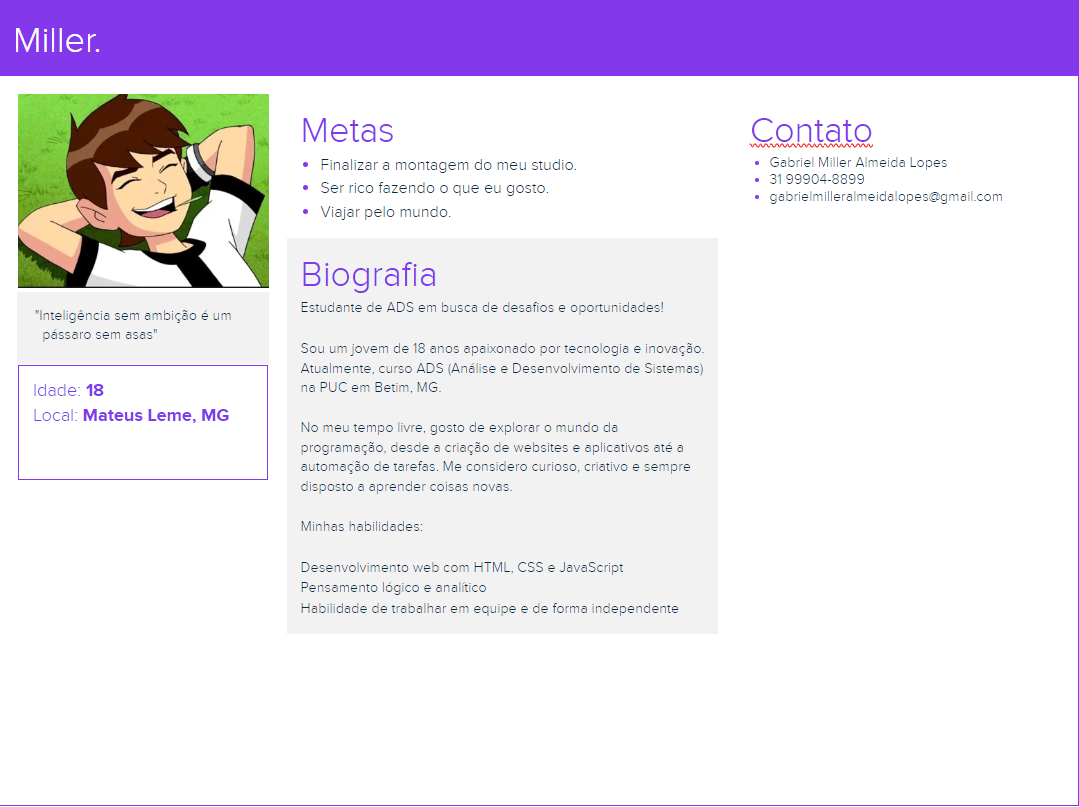 Miller.
"Inteligência sem ambição é um
pássaro sem asas"
Idade: 18
Local: Mateus Leme, MG
Metas
Finalizar a montagem do meu studio.
Ser rico fazendo o que eu gosto.
Viajar pelo mundo.
Biografia
Estudante de ADS em busca de desafios e oportunidades!
Sou um jovem de 18 anos apaixonado por tecnologia e inovação.
Atualmente, curso ADS (Análise e Desenvolvimento de Sistemas)
na PUC em Betim, MG.
No meu tempo livre, gosto de explorar o mundo da
programação, desde a criação de websites e aplicativos até a
automação de tarefas. Me considero curioso, criativo e sempre
disposto a aprender coisas novas.
Minhas habilidades:
Desenvolvimento web com HTML, CSS e JavaScript
Pensamento lógico e analítico
Habilidade de trabalhar em equipe e de forma independente
Contato
Gabriel Miller Almeida Lopes
31 99904-8899
gabrielmilleralmeidalopes@gmail.com